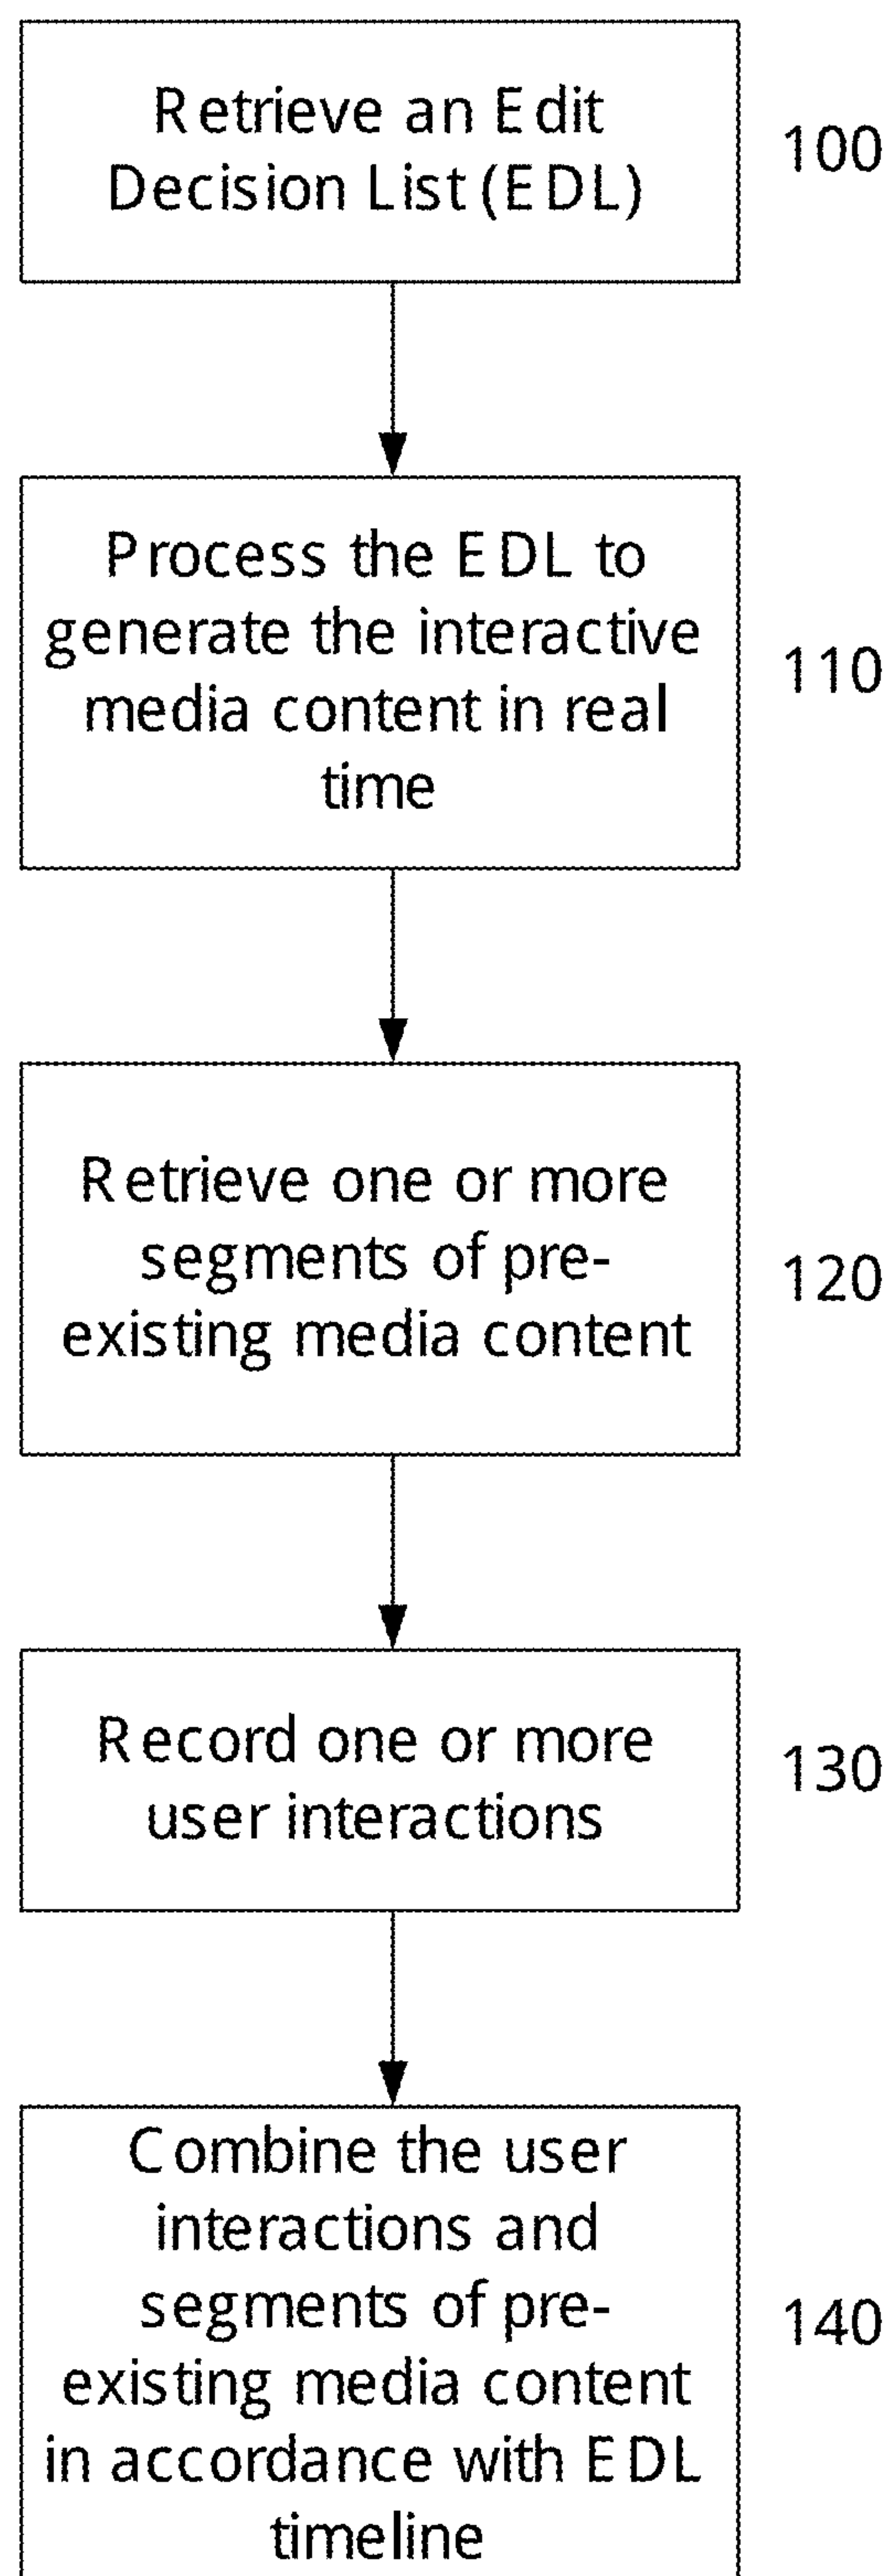 Retrieve an Edit
Decision List (EDL)
100
Process the EDL to
generate the interactive
media content in real
time
110
Retrieve one or more
segments of pre-
existing media content
120
Record one or more
user interactions
130
Combine the user
interactions and
segments of pre-
existing media content
in accordance with EDL
timeline
140